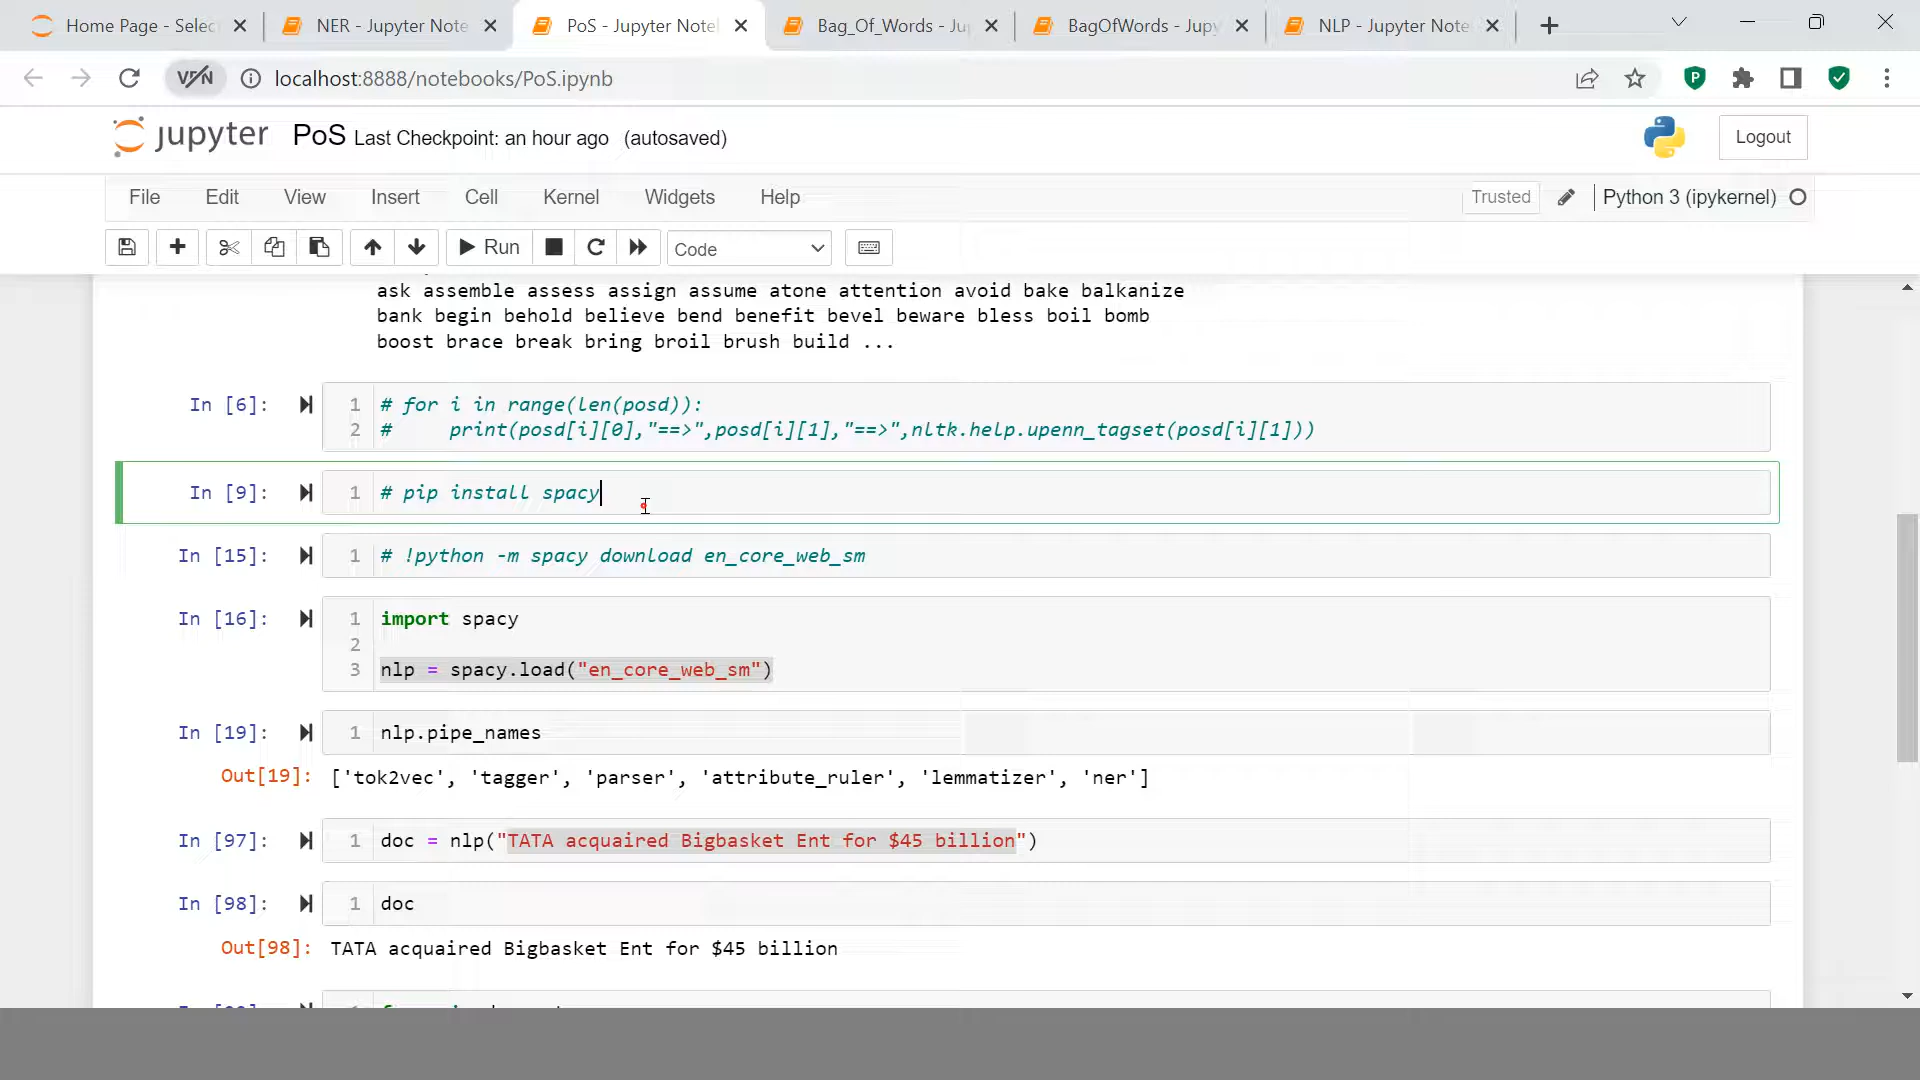 Home Page - Selec
NER - Jupyter Note
PoS - Jupyter Note
Bag_Of_Words - Ju
BagOfWords - Jupy
NLP - Jupyter Note
VPN
localhost:8888/notebooks/PoS.ipynb
jupyter PoS Last Checkpoint: an hour ago (autosaved)
Logout
File Edit View Insert Cell Kernel Widgets Help
Trusted
Python 3 (ipykernel)
Run
Code
ask assemble assess assign assume atone attention avoid bake balkanize
bank begin behold believe bend benefit bevel beware bless boil bomb
boost brace break bring broil brush build ...
In [6]:
1 # for i in range(len(posd)):
2 #     print(posd[i][0],"==>",posd[i][1],"==>",nltk.help.upenn_tagset(posd[i][1]))
In [9]:
1 # pip install spacy
In [15]:
1 # !python -m spacy download en_core_web_sm
In [16]:
1 import spacy
2
3 nlp = spacy.load("en_core_web_sm")
In [19]:
1 nlp.pipe_names
Out[19]: ['tok2vec', 'tagger', 'parser', 'attribute_ruler', 'lemmatizer', 'ner']
In [97]:
1 doc = nlp("TATA acquaired Bigbasket Ent for $45 billion")
In [98]:
1 doc
Out[98]: TATA acquaired Bigbasket Ent for $45 billion